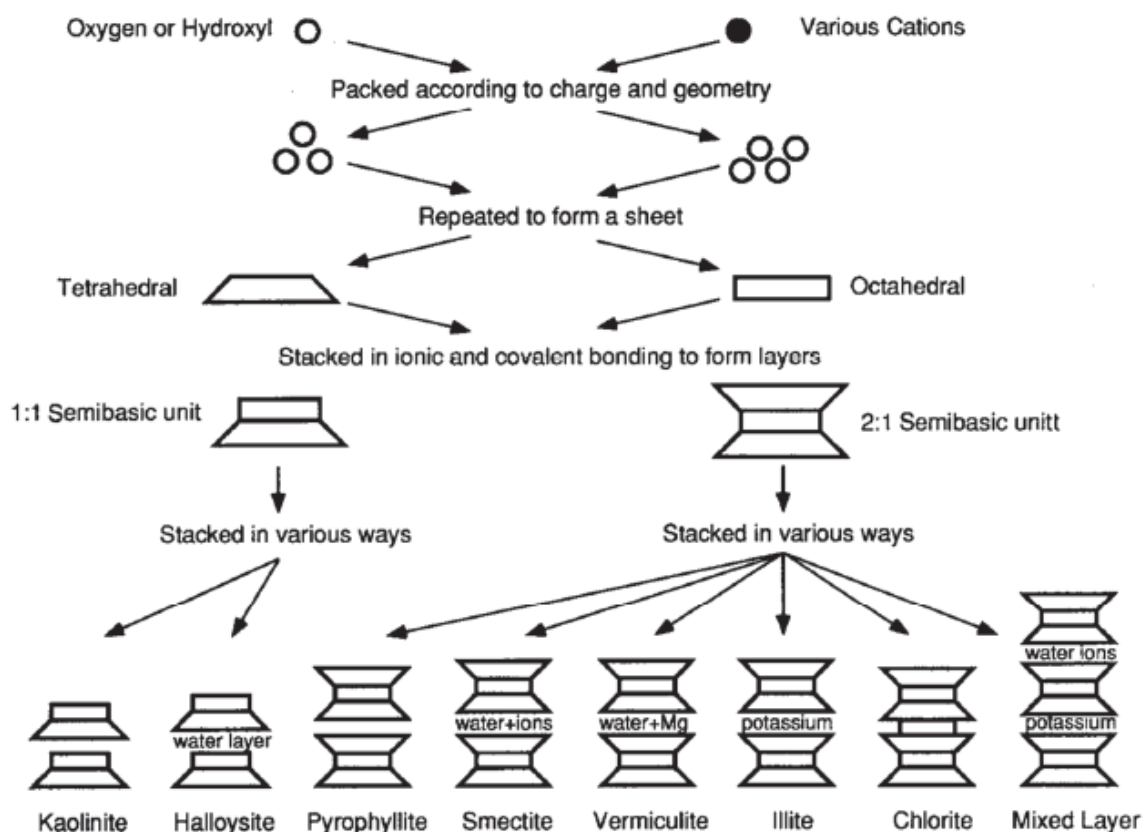 Oxygen or Hydroxyl
Various Cations
Packed according to charge and geometry
Repeated to form a sheet
Tetrahedral
Octahedral
Stacked in ionic and covalent bonding to form layers
1:1 Semibasic unit
2:1 Semibasic unitt
Stacked in various ways
Stacked in various ways
water ions
water layer
water+ions
water+Mg
potassium
potassium
Kaolinite
Halloysite
Pyrophyllite
Smectite
Vermiculite
Illite
Chlorite
Mixed Layer